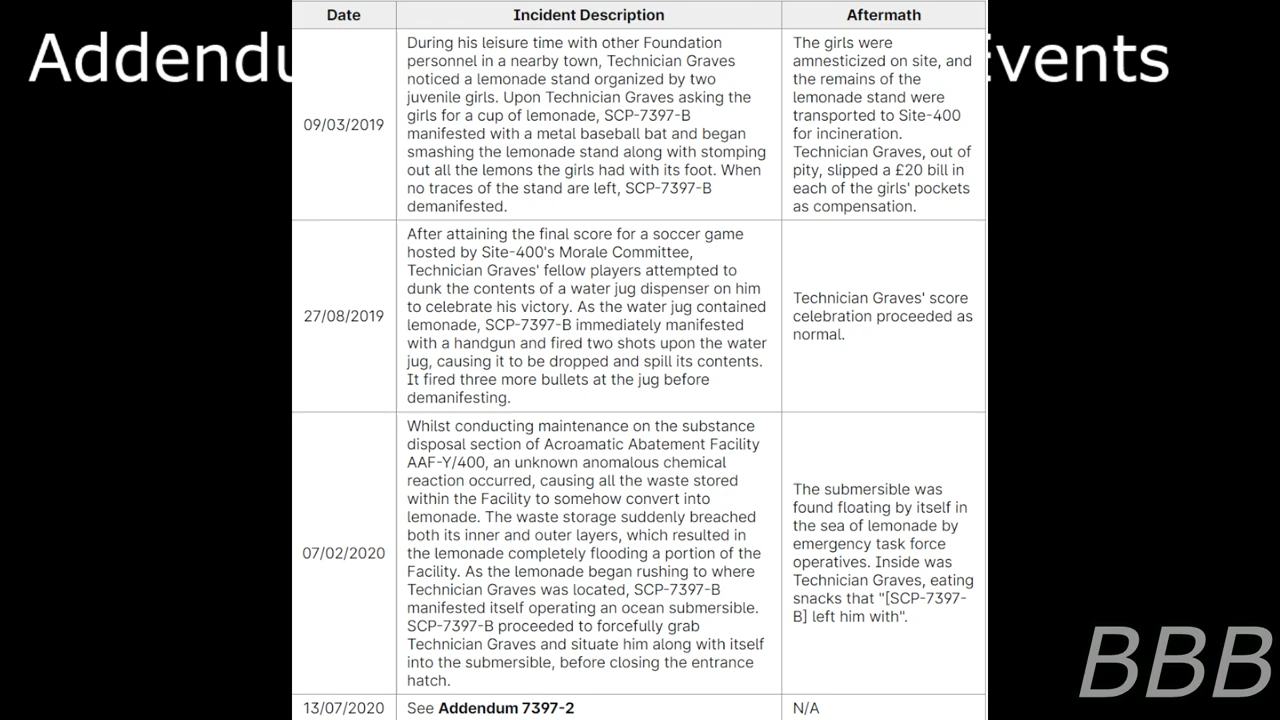 Addendu
Events
Date
Incident Description
Aftermath
09/03/2019
During his leisure time with other Foundation
personnel in a nearby town, Technician Graves
noticed a lemonade stand organized by two
juvenile girls. Upon Technician Graves asking the
girls for a cup of lemonade, SCP-7397-B
manifested with a metal baseball bat and began
smashing the lemonade stand along with stomping
out all the lemons the girls had with its foot. When
no traces of the stand are left, SCP-7397-B
demanifested.
The girls were
amnesticized on site, and
the remains of the
lemonade stand were
transported to Site-400
for incineration.
Technician Graves, out of
pity, slipped a £20 bill in
each of the girls' pockets
as compensation.
27/08/2019
After attaining the final score for a soccer game
hosted by Site-400's Morale Committee,
Technician Graves' fellow players attempted to
dunk the contents of a water jug dispenser on him
to celebrate his victory. As the water jug contained
lemonade, SCP-7397-B immediately manifested
with a handgun and fired two shots upon the water
jug, causing it to be dropped and spill its contents.
It fired three more bullets at the jug before
demanifesting.
Technician Graves' score
celebration proceeded as
normal.
07/02/2020
Whilst conducting maintenance on the substance
disposal section of Acroamatic Abatement Facility
AAF-Y/400, an unknown anomalous chemical
reaction occurred, causing all the waste stored
within the Facility to somehow convert into
lemonade. The waste storage suddenly breached
both its inner and outer layers, which resulted in
the lemonade completely flooding a portion of the
Facility. As the lemonade began rushing to where
Technician Graves was located, SCP-7397-B
manifested itself operating an ocean submersible.
SCP-7397-B proceeded to forcefully grab
Technician Graves and situate him along with itself
into the submersible, before closing the entrance
hatch.
The submersible was
found floating by itself in
the sea of lemonade by
emergency task force
operatives. Inside was
Technician Graves, eating
snacks that "[SCP-7397-
B] left him with".
13/07/2020
See Addendum 7397-2
N/A
BBB